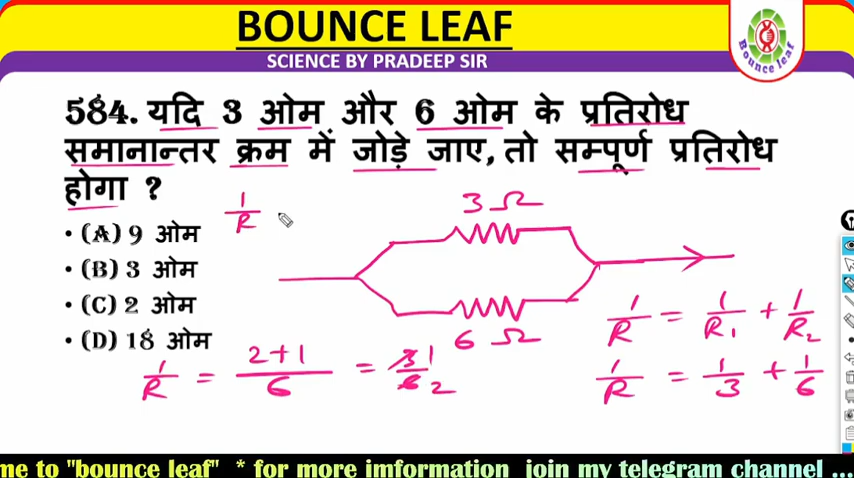 BOUNCE LEAF
SCIENCE BY PRADEEP SIR
Bounce leaf
584. यदि 3 ओम और 6 ओम के प्रतिरोध
समानान्तर क्रम में जोड़े जाए, तो सम्पूर्ण प्रतिरोध
होगा ?
1/R
3 Ω
• (A) 9 ओम
• (B) 3 ओम
• (C) 2 ओम
• (D) 18 ओम
6 Ω
1/R = 1/R₁ + 1/R₂
1/R = 1/3 + 1/6
1/R = 2+1/6 = 3/6 1/2
me to "bounce leaf" * for more imformation join my telegram channel ...